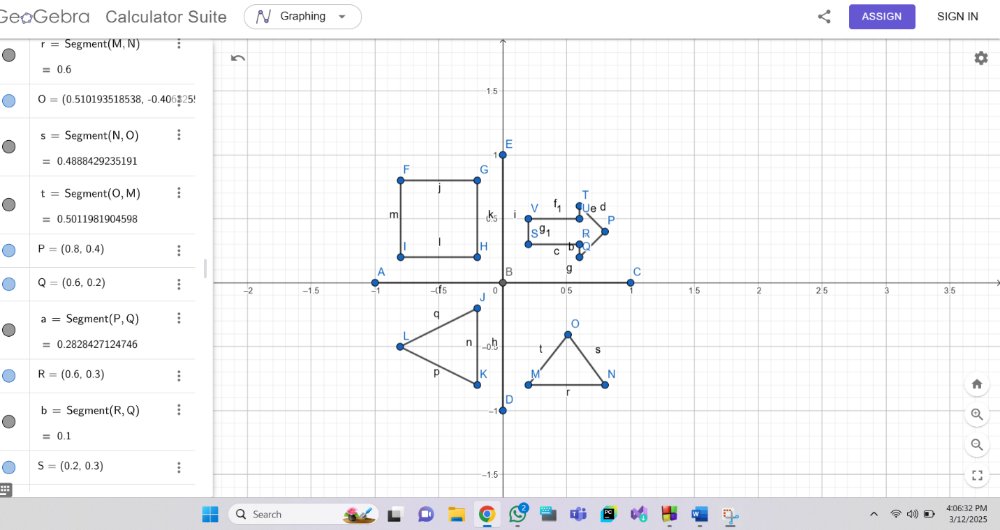 GeoGebra Calculator Suite Graphing ASSIGN SIGN IN
r = Segment(M, N)
= 0.6
O = (0.510193518538, -0.40632559
s = Segment(N, O)
= 0.4888429235191
t = Segment(O, M)
= 0.5011981904598
P = (0.8, 0.4)
Q = (0.6, 0.2)
a = Segment(P, Q)
= 0.2828427124746
R = (0.6, 0.3)
b = Segment(R, Q)
= 0.1
S = (0.2, 0.3)
1.5
E
1
F G
j
T
f₁ U e d
V
m k i
0.5
P
S g₁ R
l b Q
I H c
g
A B C
−2 −1.5 −1 −0.5 f 0 0.5 1 1.5 2 2.5 3 3.5
J
q
O
L n h t s
−0.5
p K M N
r
D
−1
−1.5
Search
2
4:06:32 PM
3/12/2025